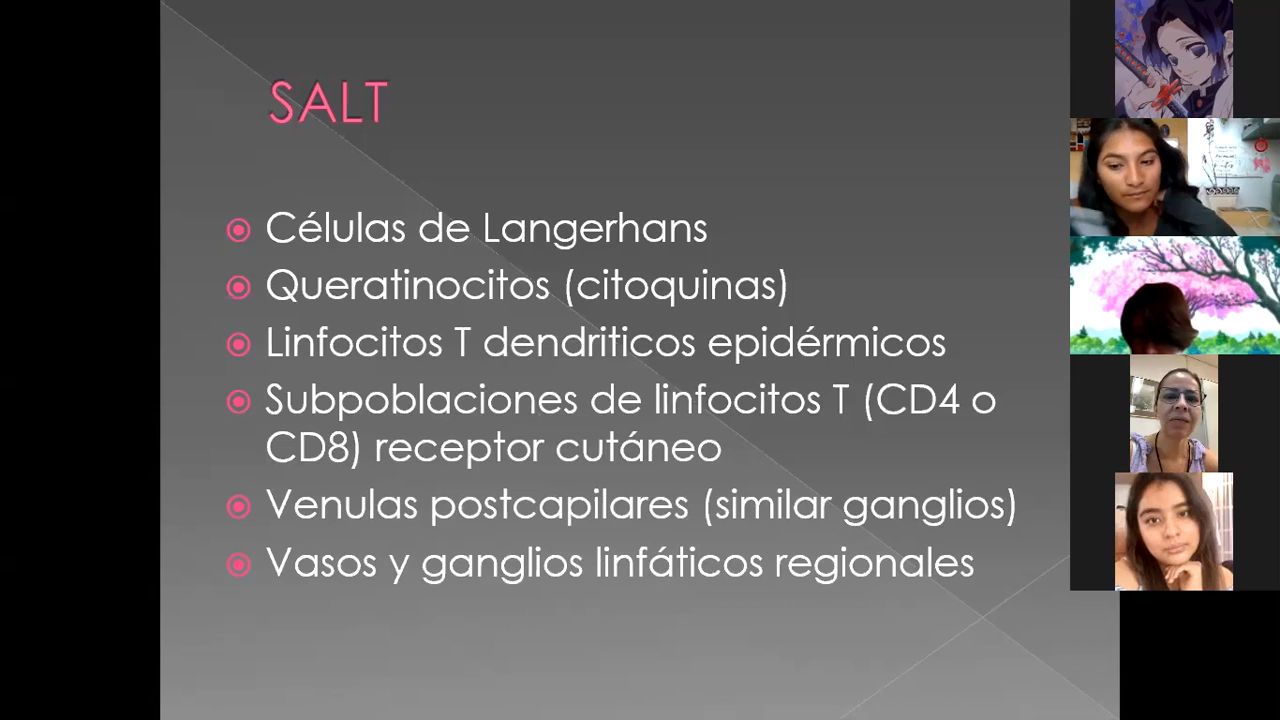 SALT
Células de Langerhans
Queratinocitos (citoquinas)
Linfocitos T dendriticos epidérmicos
Subpoblaciones de linfocitos T (CD4 o
CD8) receptor cutáneo
Venulas postcapilares (similar ganglios)
Vasos y ganglios linfáticos regionales